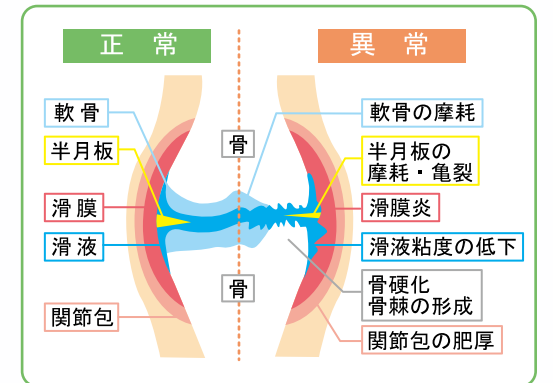 正常
異常
軟骨
半月板
滑膜
滑液
関節包
骨
骨
軟骨の摩耗
半月板の
摩耗・亀裂
滑膜炎
滑液粘度の低下
骨硬化
骨棘の形成
関節包の肥厚